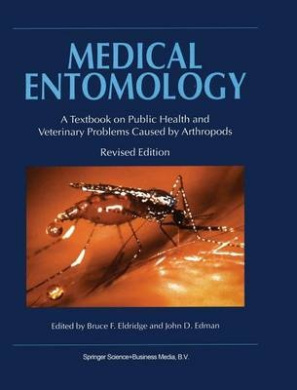 MEDICAL
ENTOMOLOGY
A Textbook on Public Health and
Veterinary Problems Caused by Arthropods
Revised Edition
Edited by Bruce F. Eldridge and John D. Edman
Springer Science+Business Media, B.V.